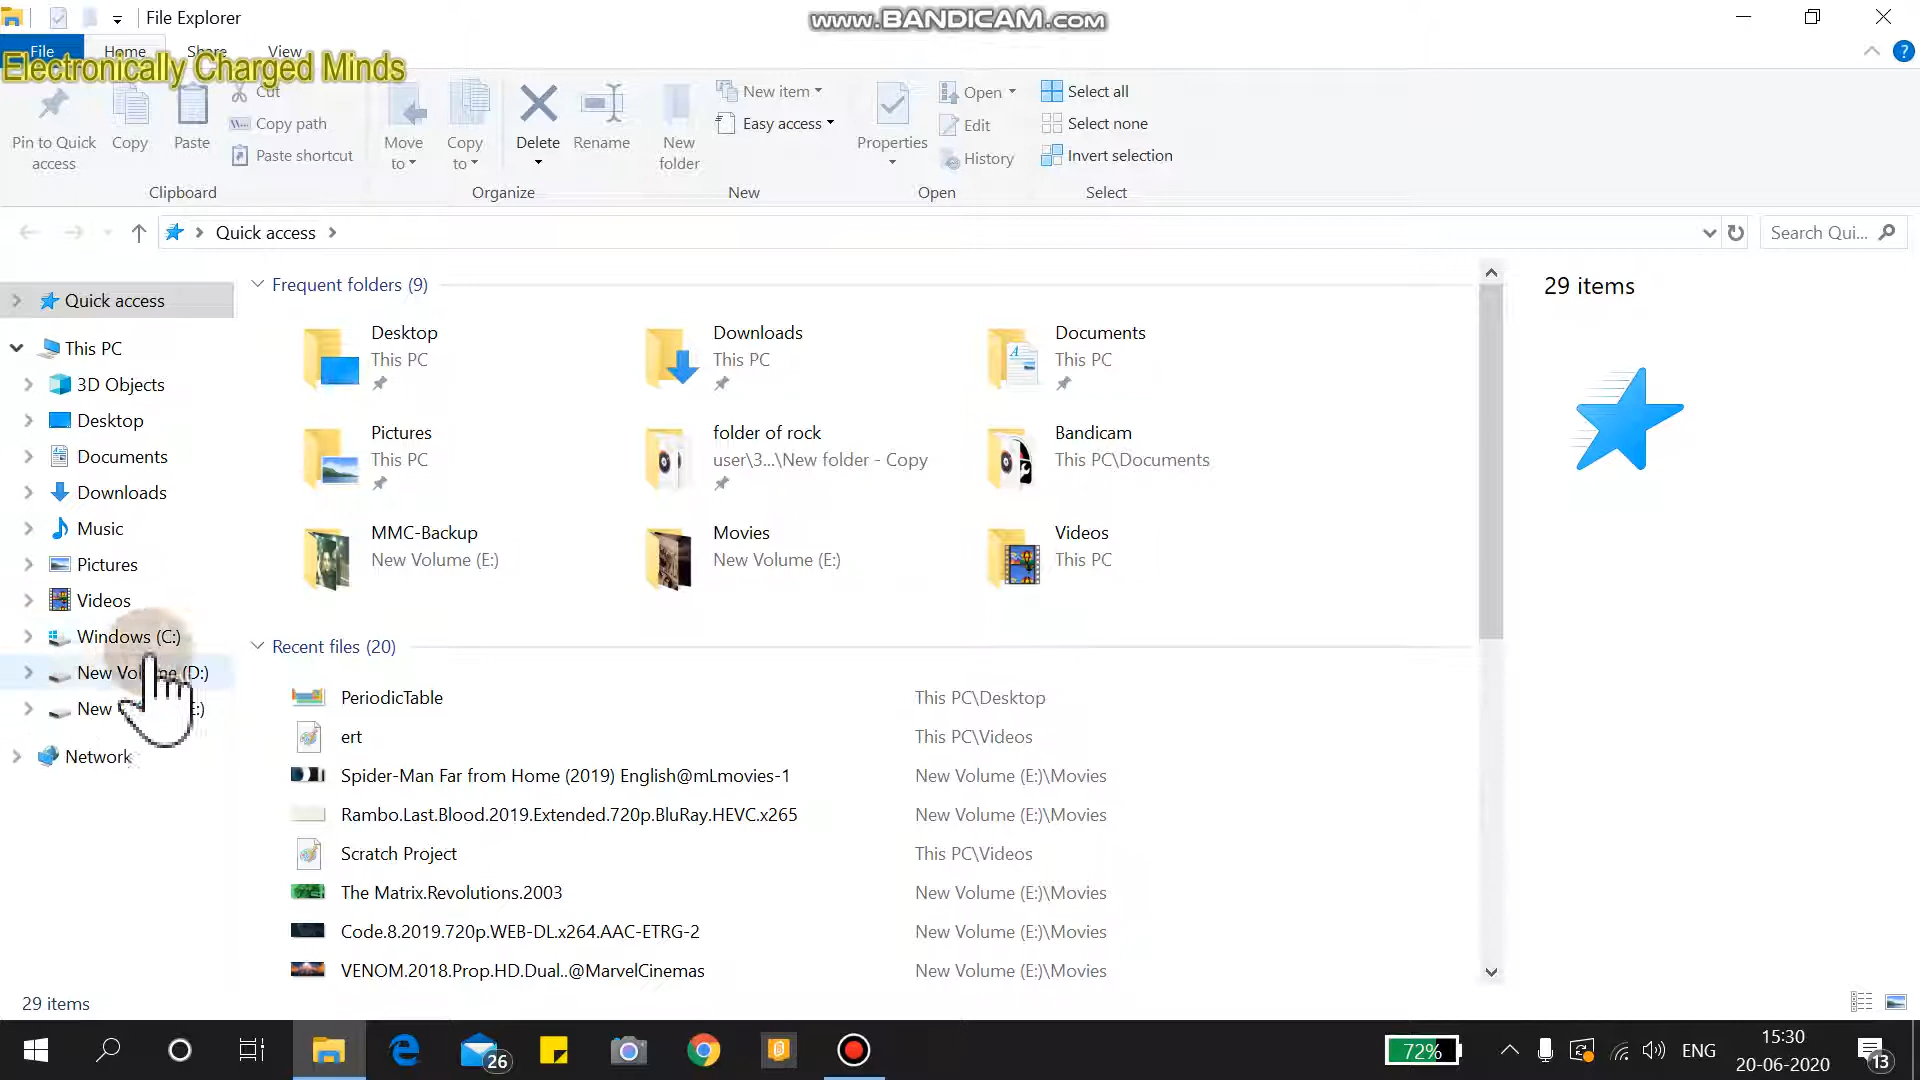 File Explorer
www.BANDICAM.com
File
Home
Share
View
Electronically Charged Minds
Pin to Quick access
Copy
Paste
Cut
Copy path
Paste shortcut
Clipboard
Move to
Copy to
Delete
Rename
Organize
New folder
New item
Easy access
New
Properties
Open
Edit
History
Open
Select all
Select none
Invert selection
Select
Quick access
Search Qui...
Quick access
This PC
3D Objects
Desktop
Documents
Downloads
Music
Pictures
Videos
Windows (C:)
New Volume (D:)
New
Network
Frequent folders (9)
Desktop
This PC
Downloads
This PC
Documents
This PC
Pictures
This PC
folder of rock
user\3...\New folder - Copy
Bandicam
This PC\Documents
MMC-Backup
New Volume (E:)
Movies
New Volume (E:)
Videos
This PC
Recent files (20)
PeriodicTable This PC\Desktop
ert This PC\Videos
Spider-Man Far from Home (2019) English@mLmovies-1 New Volume (E:)\Movies
Rambo.Last.Blood.2019.Extended.720p.BluRay.HEVC.x265 New Volume (E:)\Movies
Scratch Project This PC\Videos
The Matrix.Revolutions.2003 New Volume (E:)\Movies
Code.8.2019.720p.WEB-DL.x264.AAC-ETRG-2 New Volume (E:)\Movies
VENOM.2018.Prop.HD.Dual..@MarvelCinemas New Volume (E:)\Movies
29 items
29 items
26
72%
ENG
15:30
20-06-2020
13